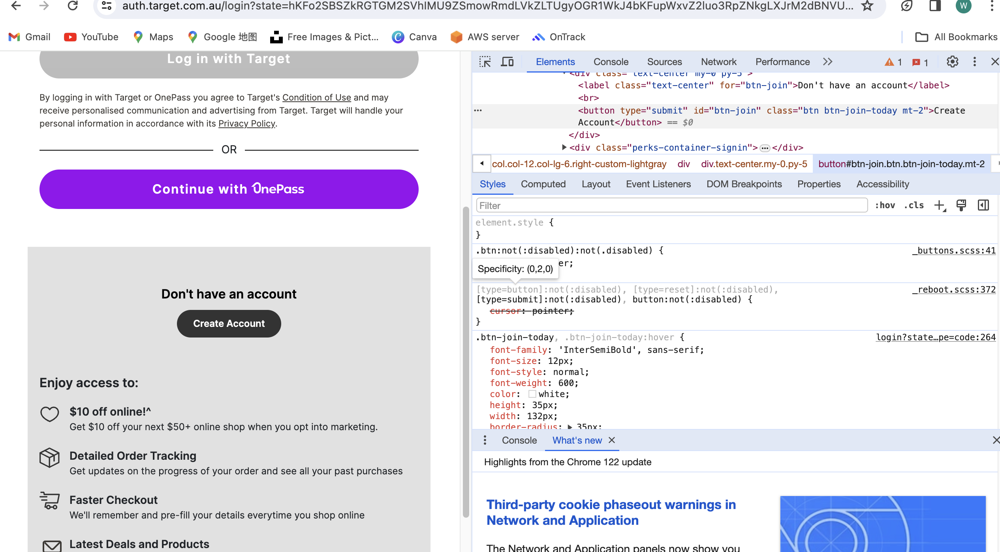 auth.target.com.au/login?state=hKFo2SBSZkRGTGM2SVhIMU9ZSmowRmdLVkZLTUgyOGR1WkJ4bKFupWxvZ2luo3RpZNkgLXJrM2dBNVU...
W
Gmail
YouTube
Maps
Google 地图
Free Images & Pict...
Canva
AWS server
OnTrack
All Bookmarks
Log in with Target
By logging in with Target or OnePass you agree to Target's Condition of Use and may
receive personalised communication and advertising from Target. Target will handle your
personal information in accordance with its Privacy Policy.
OR
Continue with OnePass
Don't have an account
Create Account
Enjoy access to:
$10 off online!^
Get $10 off your next $50+ online shop when you opt into marketing.
Detailed Order Tracking
Get updates on the progress of your order and see all your past purchases
Faster Checkout
We'll remember and pre-fill your details everytime you shop online
Latest Deals and Products
Elements
Console
Sources
Network
Performance
1
1
<div class="text-center my-0 py-5">
<label class="text-center" for="btn-join">Don't have an account</label>
<br>
<button type="submit" id="btn-join" class="btn btn-join-today mt-2">Create
Account</button> == $0
</div>
<div class="perks-container-signin">…</div>
col.col-12.col-lg-6.right-custom-lightgray
div
div.text-center.my-0.py-5
button#btn-join.btn.btn-join-today.mt-2
Styles
Computed
Layout
Event Listeners
DOM Breakpoints
Properties
Accessibility
Filter
:hov
.cls
element.style {
}
.btn:not(:disabled):not(.disabled) {
_buttons.scss:41
er;
Specificity: (0,2,0)
[type=button]:not(:disabled), [type=reset]:not(:disabled),
_reboot.scss:372
[type=submit]:not(:disabled), button:not(:disabled) {
cursor: pointer;
}
.btn-join-today, .btn-join-today:hover {
login?state…pe=code:264
font-family: 'InterSemiBold', sans-serif;
font-size: 12px;
font-style: normal;
font-weight: 600;
color: white;
height: 35px;
width: 132px;
border-radius: 35px;
Console
What's new
Highlights from the Chrome 122 update
Third-party cookie phaseout warnings in
Network and Application
The Network and Application panels now show you